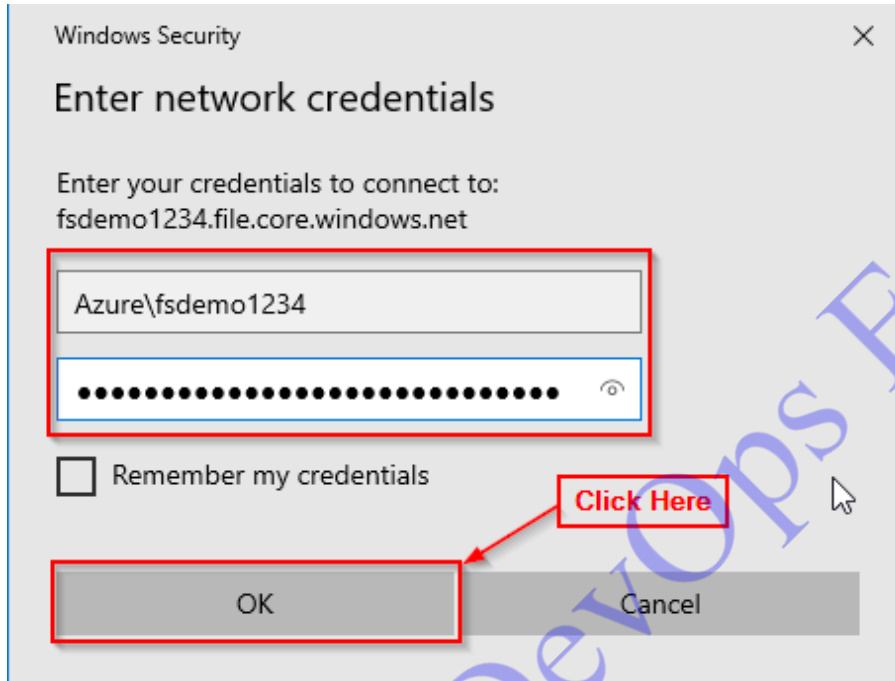 Windows Security
Enter network credentials
Enter your credentials to connect to:
fsdemo1234.file.core.windows.net
Azure\fsdemo1234
●●●●●●●●●●●●●●●●●●●●●●●●●●●●●
Remember my credentials
Click Here
OK
Cancel
DevOps